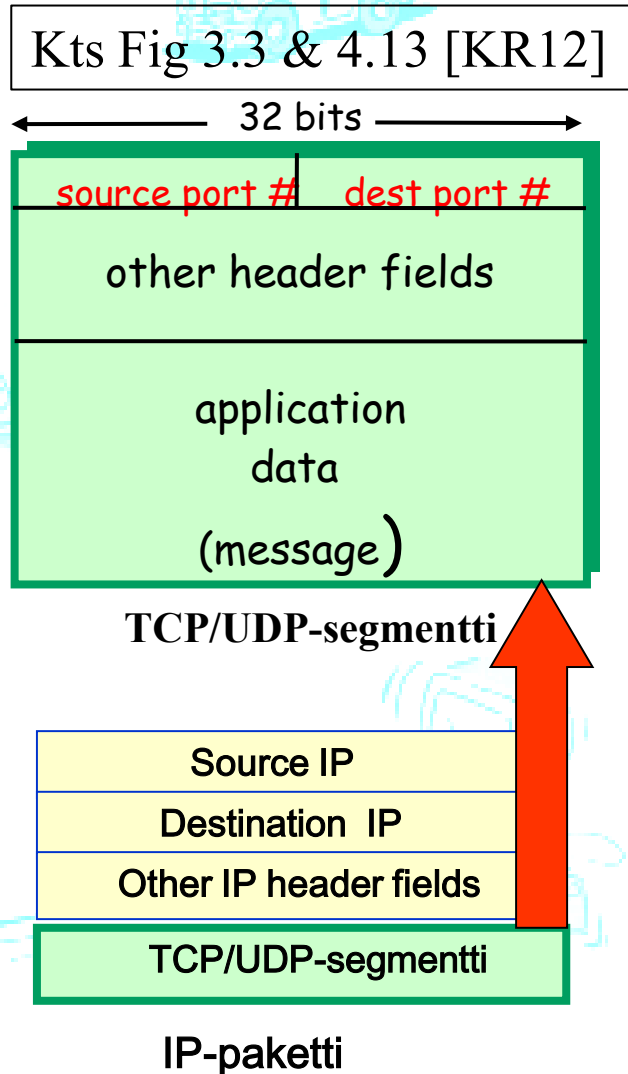 Kts Fig 3.3 & 4.13 [KR12]
32 bits
source port # dest port #
other header fields
application
data
(message)
TCP/UDP-segmentti
Source IP
Destination IP
Other IP header fields
TCP/UDP-segmentti
IP-paketti